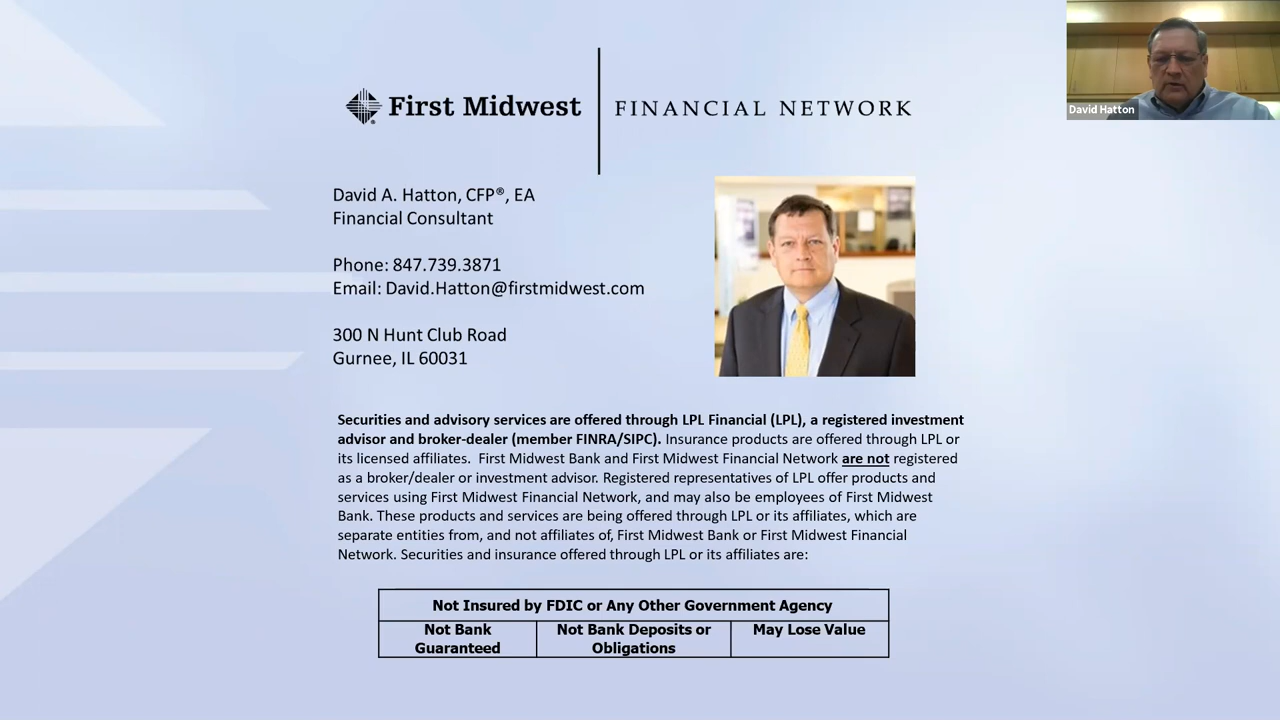 First Midwest
FINANCIAL NETWORK
David Hatton
David A. Hatton, CFP®, EA
Financial Consultant
Phone: 847.739.3871
Email: David.Hatton@firstmidwest.com
300 N Hunt Club Road
Gurnee, IL 60031
Securities and advisory services are offered through LPL Financial (LPL), a registered investment
advisor and broker-dealer (member FINRA/SIPC). Insurance products are offered through LPL or
its licensed affiliates. First Midwest Bank and First Midwest Financial Network are not registered
as a broker/dealer or investment advisor. Registered representatives of LPL offer products and
services using First Midwest Financial Network, and may also be employees of First Midwest
Bank. These products and services are being offered through LPL or its affiliates, which are
separate entities from, and not affiliates of, First Midwest Bank or First Midwest Financial
Network. Securities and insurance offered through LPL or its affiliates are:
Not Insured by FDIC or Any Other Government Agency
Not Bank
Guaranteed
Not Bank Deposits or
Obligations
May Lose Value